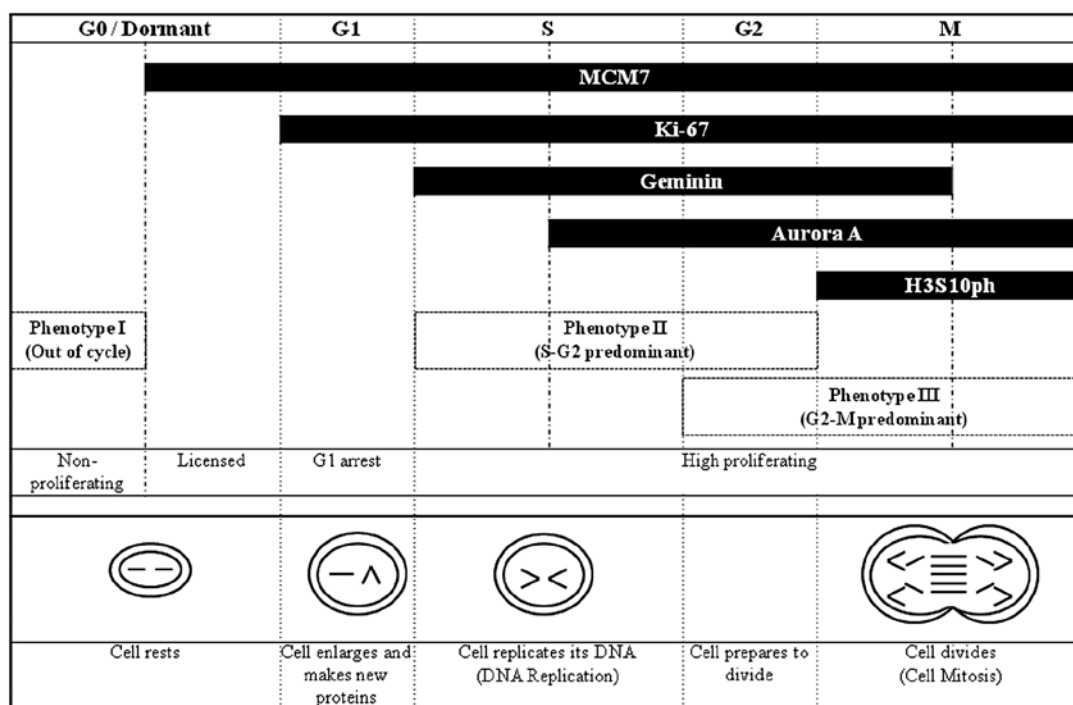 G0 / Dormant G1 S G2 M
MCM7
Ki-67
Geminin
Aurora A
H3S10ph
Phenotype I
(Out of cycle)
Phenotype II
(S-G2 predominant)
Phenotype III
(G2-M predominant)
Non-
proliferating
Licensed
G1 arrest
High proliferating
Cell rests
Cell enlarges and
makes new
proteins
Cell replicates its DNA
(DNA Replication)
Cell prepares to
divide
Cell divides
(Cell Mitosis)